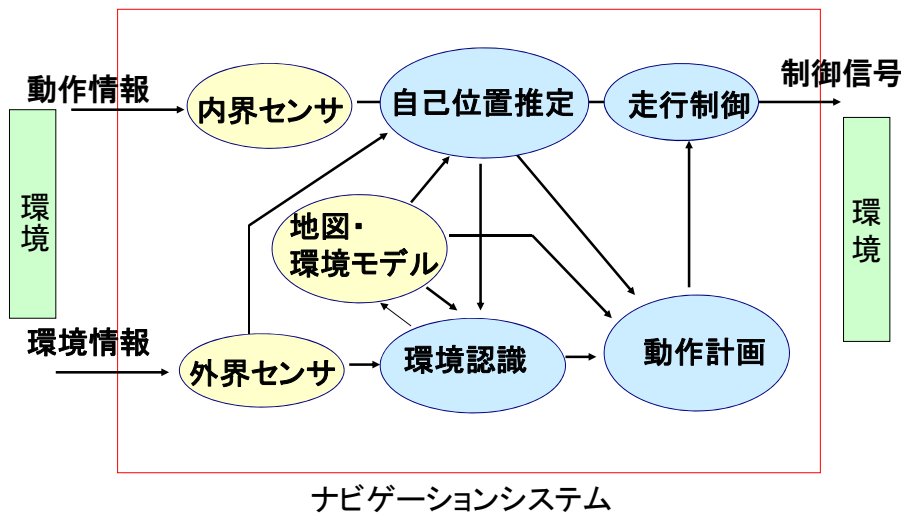 動作情報
内界センサ
自己位置推定
走行制御
制御信号
環境
地図・
環境モデル
環境
環境情報
外界センサ
環境認識
動作計画
ナビゲーションシステム